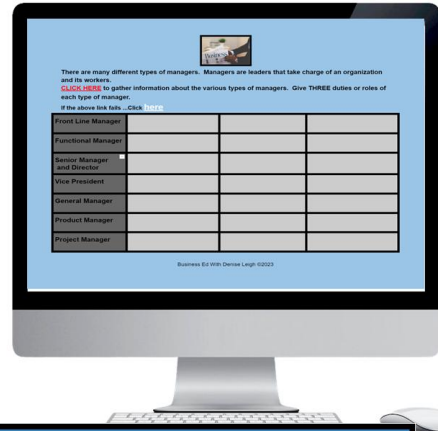 Business
There are many different types of managers.  Managers are leaders that take charge of an organization
and its workers.
CLICK HERE to gather information about the various types of managers.  Give THREE duties or roles of
each type of manager.
If the above link fails ...Click here
Front Line Manager
Functional Manager
Senior Manager
and Director
Vice President
General Manager
Product Manager
Project Manager
Business Ed With Denise Leigh ©2023